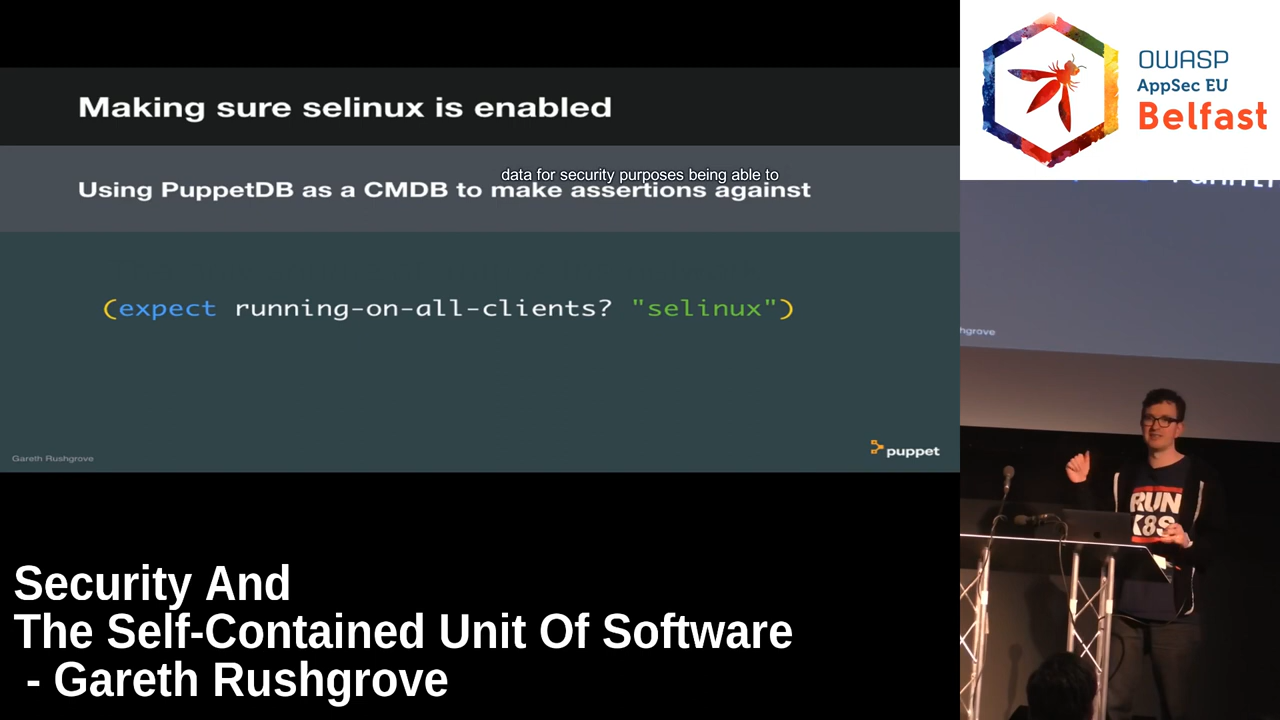 Making sure selinux is enabled
data for security purposes being able to
Using PuppetDB as a CMDB to make assertions against
(expect running-on-all-clients? "selinux")
Gareth Rushgrove
puppet
Security And
The Self-Contained Unit Of Software
- Gareth Rushgrove
OWASP
AppSec EU
Belfast
hgrove
RUN
K8S